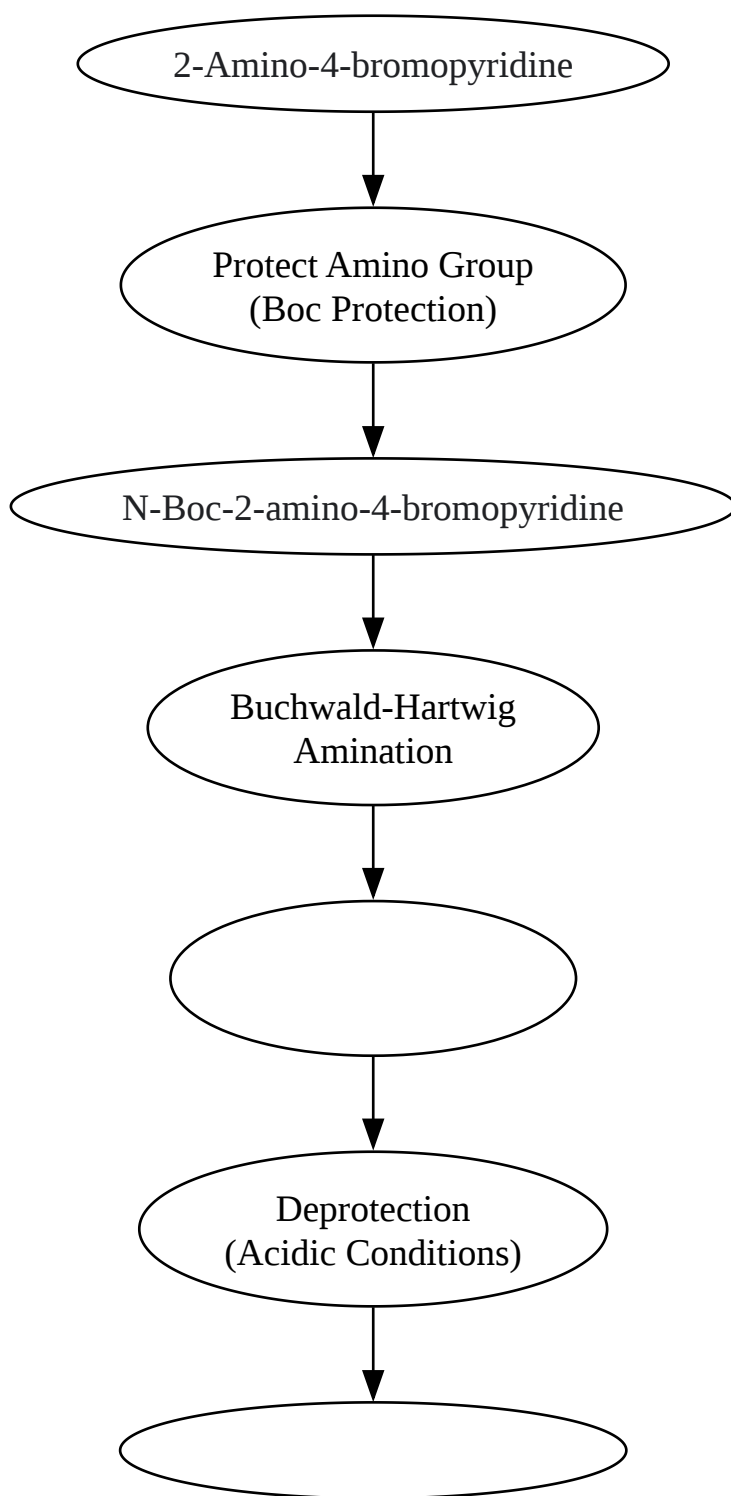 2-Amino-4-bromopyridine
Protect Amino Group
(Boc Protection)
N-Boc-2-amino-4-bromopyridine
Buchwald-Hartwig
Amination
Deprotection
(Acidic Conditions)